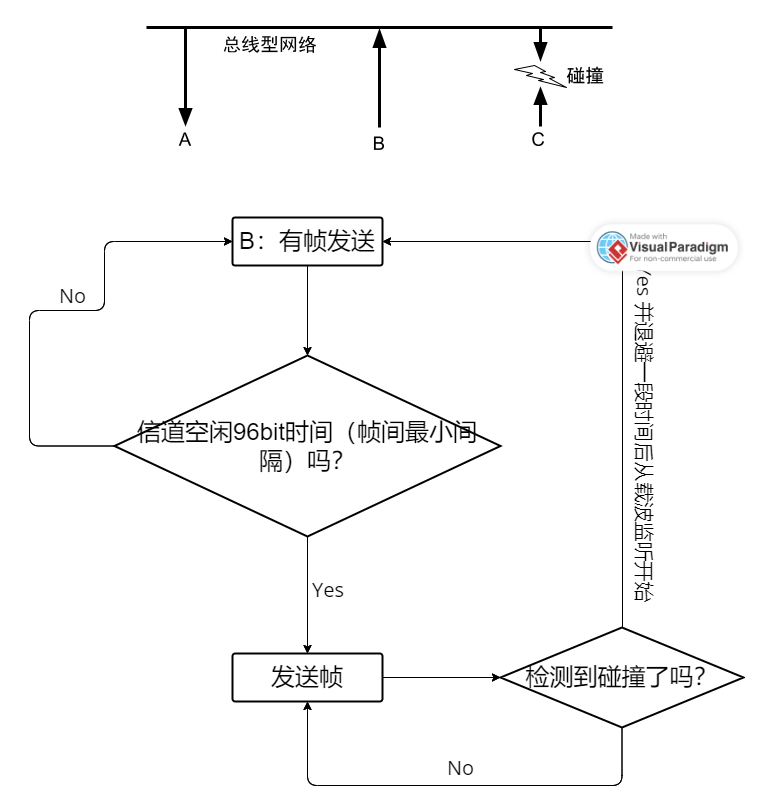 总线型网络
碰撞
A
B
C
B：有帧发送
Made with
VisualParadigm
For non-commercial use
No
Yes 并退避一段时间后从载波监听开始
信道空闲96bit时间（帧间最小间
隔）吗？
Yes
发送帧
检测到碰撞了吗？
No